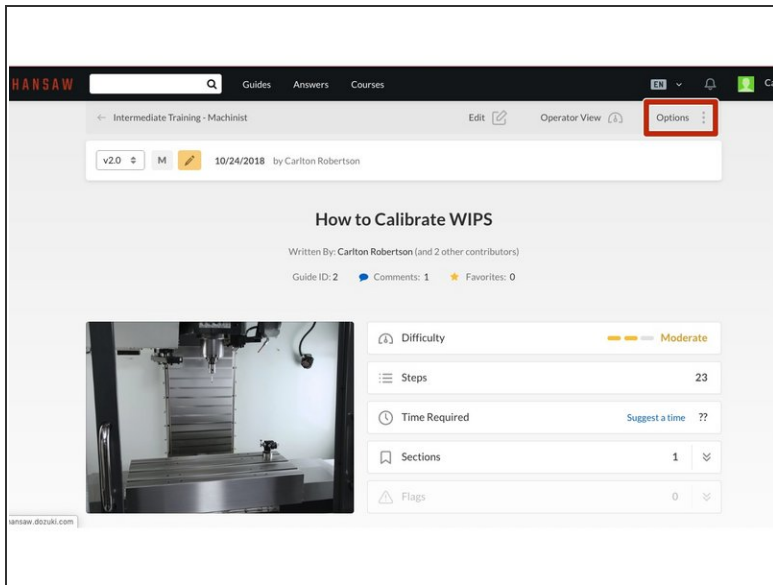 HANSAW Guides Answers Courses EN
← Intermediate Training - Machinist Edit Operator View Options
v2.0 M 10/24/2018 by Carlton Robertson
How to Calibrate WIPS
Written By: Carlton Robertson (and 2 other contributors)
Guide ID: 2 Comments: 1 Favorites: 0
Difficulty Moderate
Steps 23
Time Required Suggest a time ??
Sections 1
Flags 0
ansaw.dozuki.com